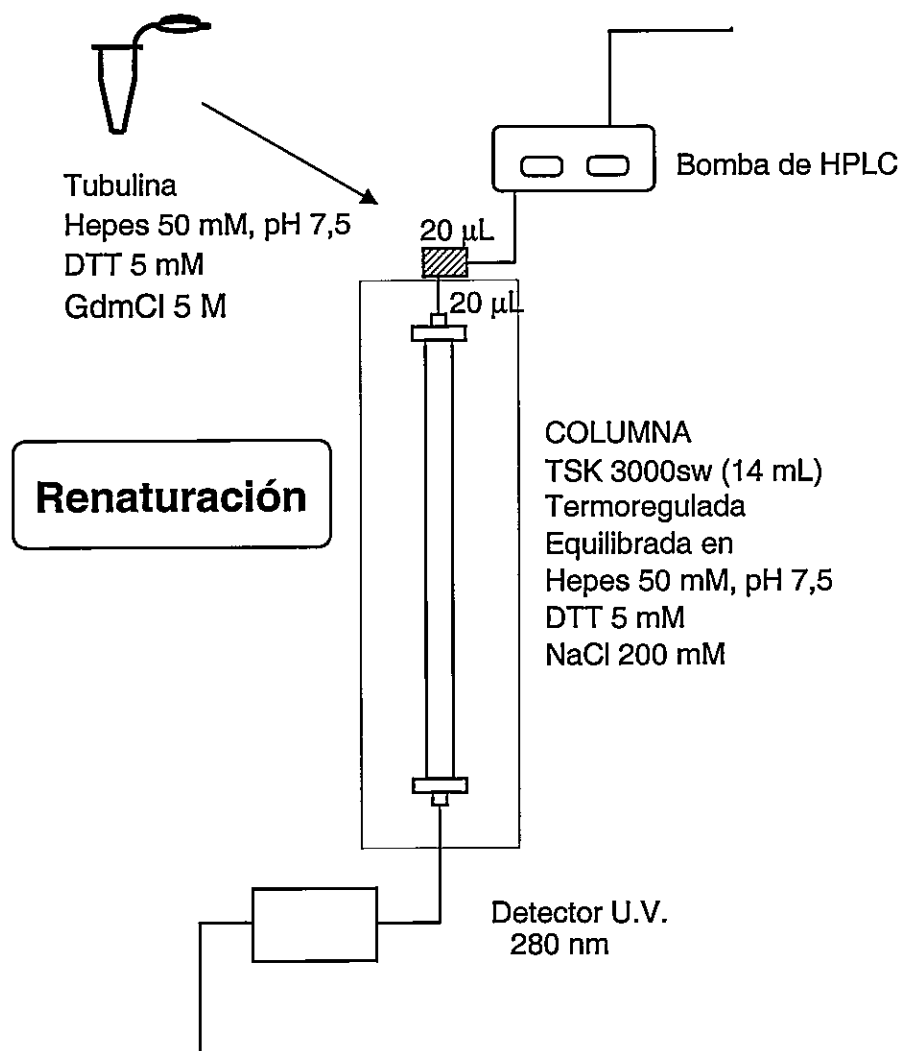 Bomba de HPLC
Tubulina
Hepes 50 mM, pH 7,5
DTT 5 mM
GdmCl 5 M
20 µL
20 µL
Renaturación
COLUMNA
TSK 3000sw (14 mL)
Termoregulada
Equilibrada en
Hepes 50 mM, pH 7,5
DTT 5 mM
NaCl 200 mM
Detector U.V.
280 nm